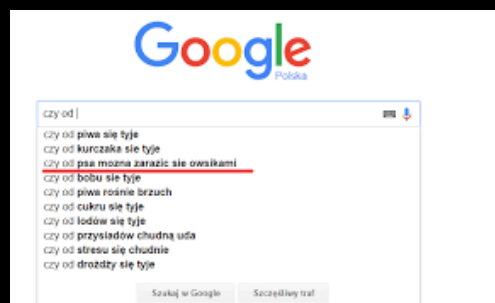 Google
Polska
czy od
czy od piwa się tyje
czy od kurczaka sie tyje
czy od psa mozna zarazic sie owsikami
czy od bobu sie tyje
czy od piwa rośnie brzuch
czy od cukru się tyje
czy od lodów się tyje
czy od przysiadów chudną uda
czy od stresu się chudnie
czy od drożdży się tyje
Szukaj w Google Szczęśliwy traf